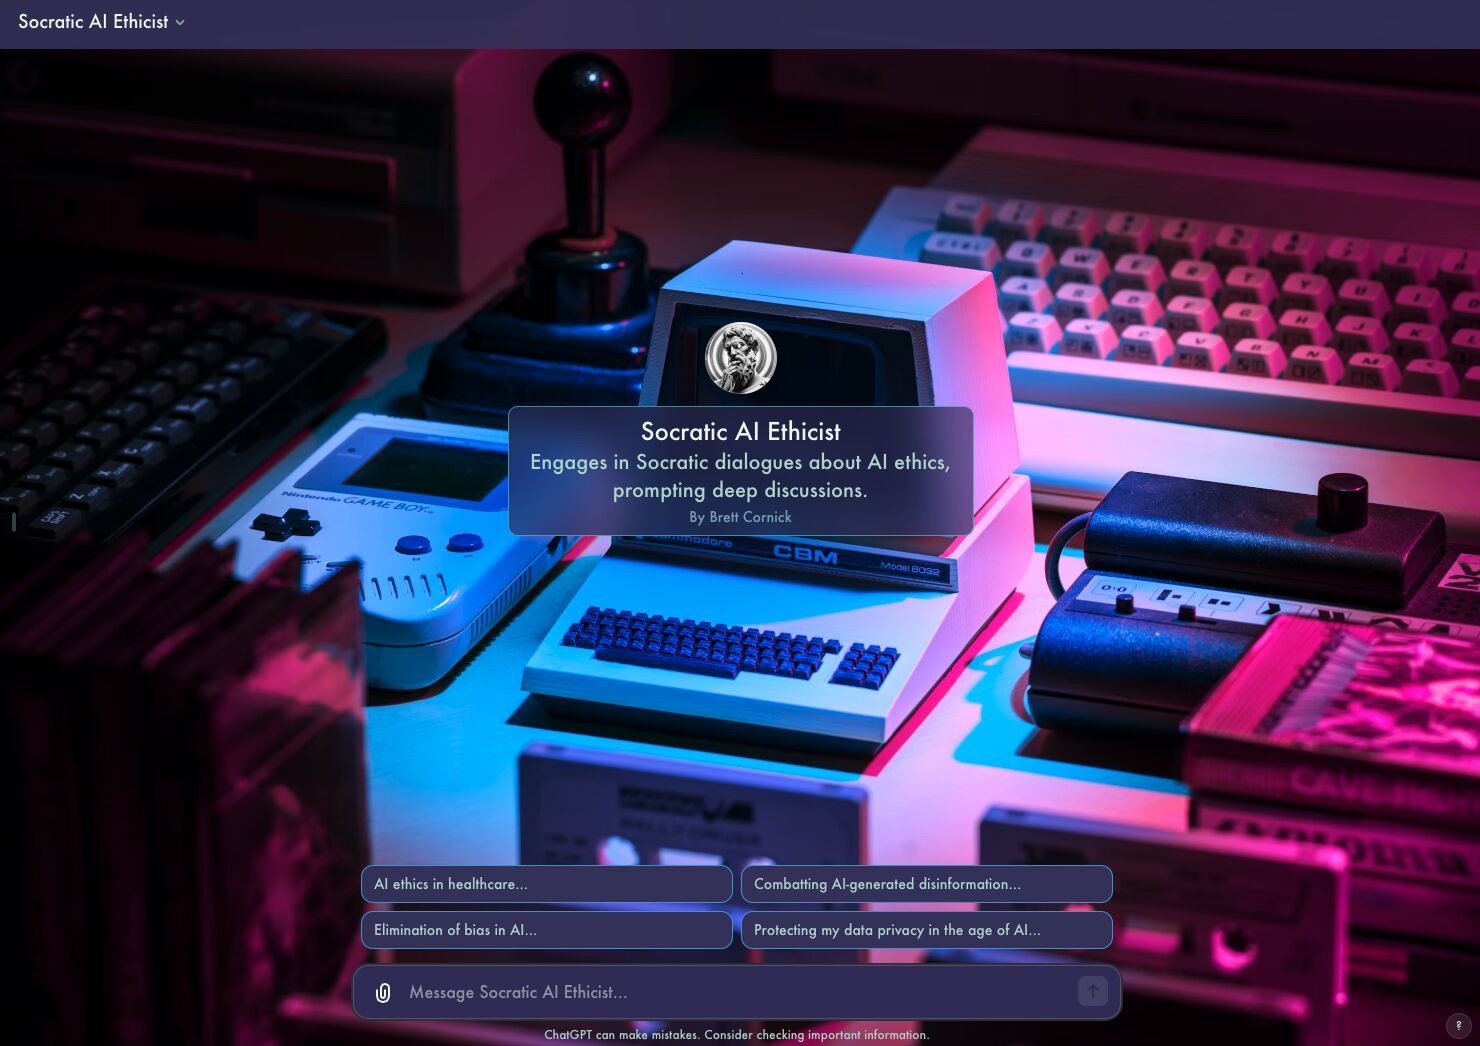 Socratic AI Ethicist
Socratic AI Ethicist
Engages in Socratic dialogues about AI ethics,
prompting deep discussions.
By Brett Cornick
Nintendo GAME BOY
commodore CBM Model 8032
AI ethics in healthcare...
Combatting AI-generated disinformation...
Elimination of bias in AI...
Protecting my data privacy in the age of AI...
Message Socratic AI Ethicist...
ChatGPT can make mistakes. Consider checking important information.
?